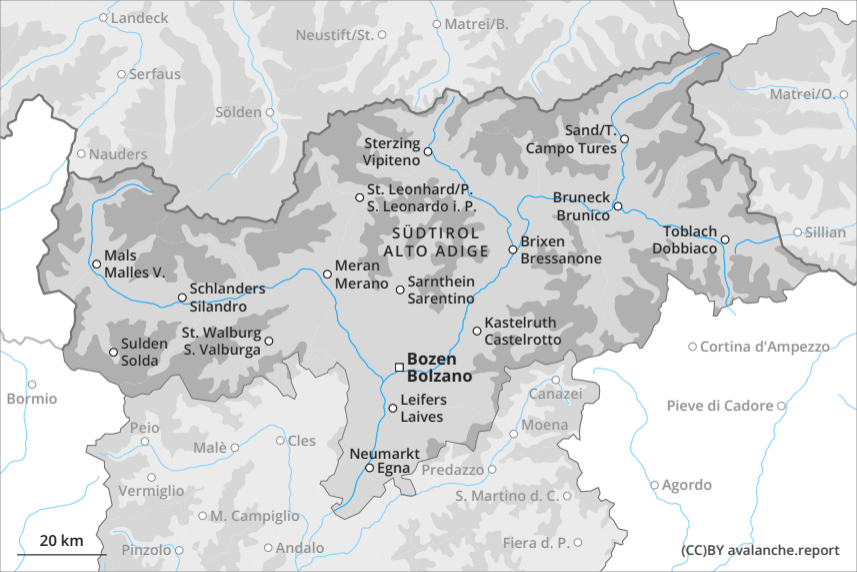 Landeck
Matrei/B.
Neustift/St.
Serfaus
Matrei/O.
Sölden
Sand/T.
Campo Tures
Sterzing
Vipiteno
Nauders
St. Leonhard/P.
S. Leonardo i. P.
Bruneck
Brunico
SÜDTIROL
ALTO ADIGE
Toblach
Dobbiaco
Sillian
Brixen
Bressanone
Mals
Malles V.
Meran
Merano
Sarnthein
Sarentino
Schlanders
Silandro
Kastelruth
Castelrotto
St. Walburg
S. Valburga
Sulden
Solda
Cortina d'Ampezzo
Bozen
Bolzano
Bormio
Canazei
Leifers
Laives
Pieve di Cadore
Peio
Moena
Malè
Cles
Neumarkt
Egna
Predazzo
Vermiglio
Agordo
S. Martino d. C.
M. Campiglio
20 km
Pinzolo
Andalo
Fiera d. P.
(CC)BY avalanche.report